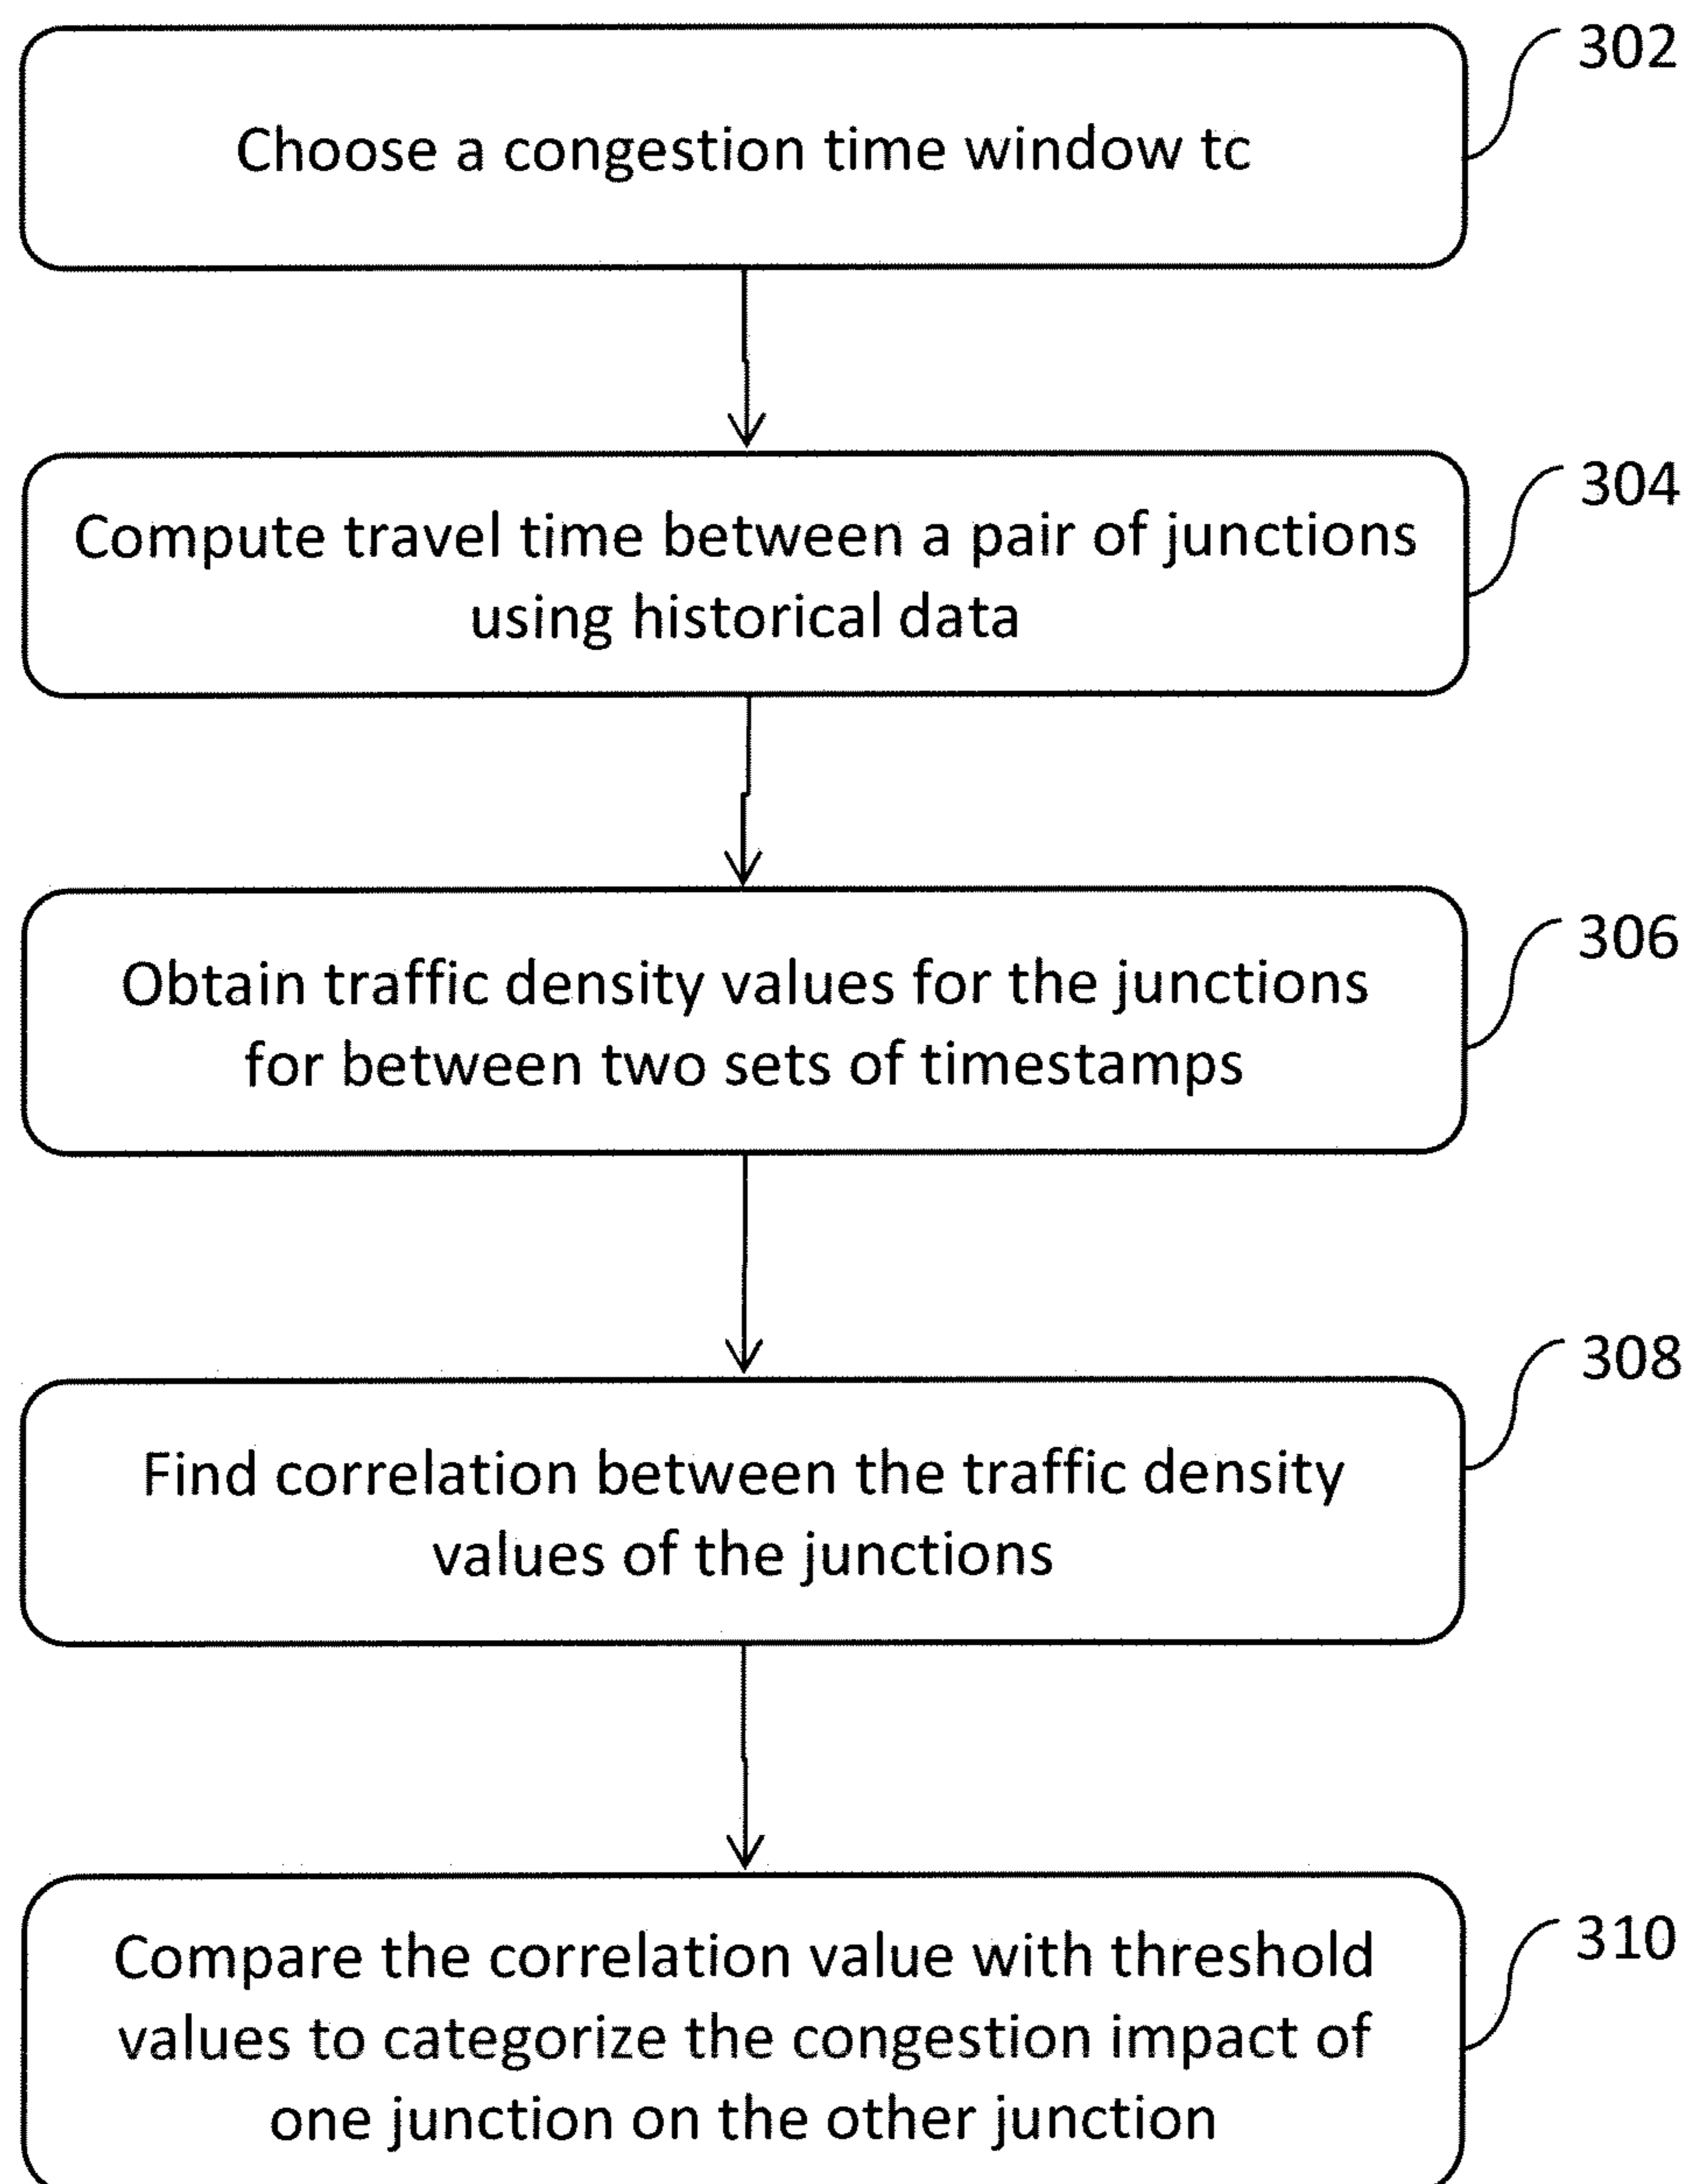 302
Choose a congestion time window tc
304
Compute travel time between a pair of junctions
using historical data
306
Obtain traffic density values for the junctions
for between two sets of timestamps
308
Find correlation between the traffic density
values of the junctions
310
Compare the correlation value with threshold
values to categorize the congestion impact of
one junction on the other junction